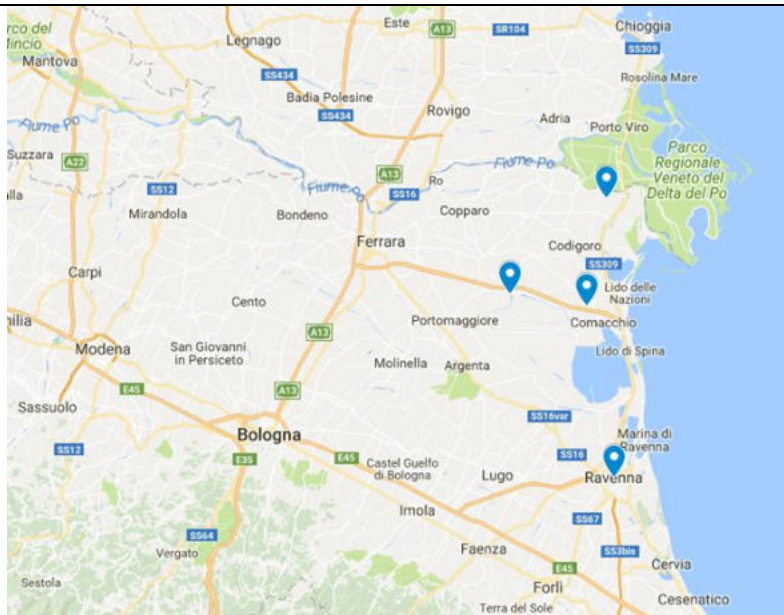 Chioggia
Este
SR104
A13
SS309
arco del
Mincio
Legnago
Mantova
SS434
Rosolina Mare
Badia Polesine
SS434
Rovigo
Adria
Porto Viro
Fiume Po
Parco
Regionale
Veneto del
Delta del Po
Suzzara
A22
A13
Fiume Po
SS12
Fiume Po
SS16
Ro
Mirandola
Bondeno
Copparo
Ferrara
Codigoro
SS309
Carpi
Lido delle
Nazioni
Cento
Portomaggiore
Comacchio
A13
Modena
San Giovanni
in Persiceto
Molinella
Argenta
Lido di Spina
E45
A13
Sassuolo
SS16var
Bologna
Marina di
Ravenna
SS12
E35
E45
Castel Guelfo
di Bologna
SS16
Lugo
Ravenna
Imola
SS67
SS64
Vergato
Faenza
SS3bis
Cervia
Sestola
E45
Forlì
Cesenatico
Terra del Sole